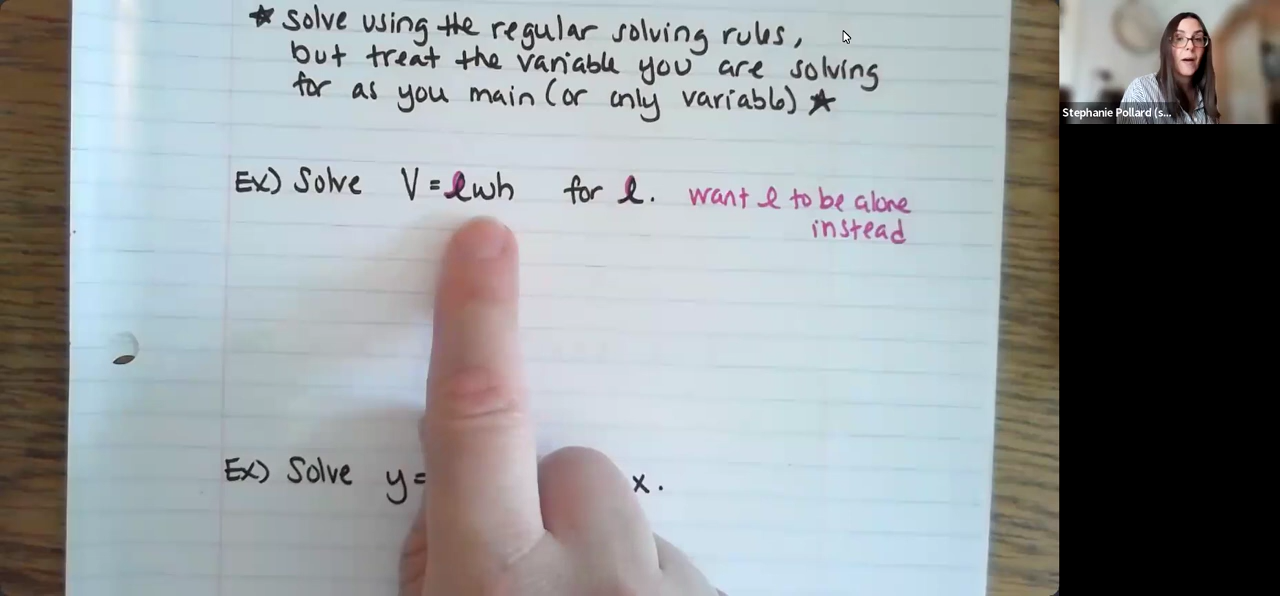 ★ solve using the regular solving rules,
but treat the variable you are solving
for as you main (or only variable) ★
Stephanie Pollard (s...
Ex) Solve V = lwh for l. want l to be alone
instead
Ex) Solve y= x.